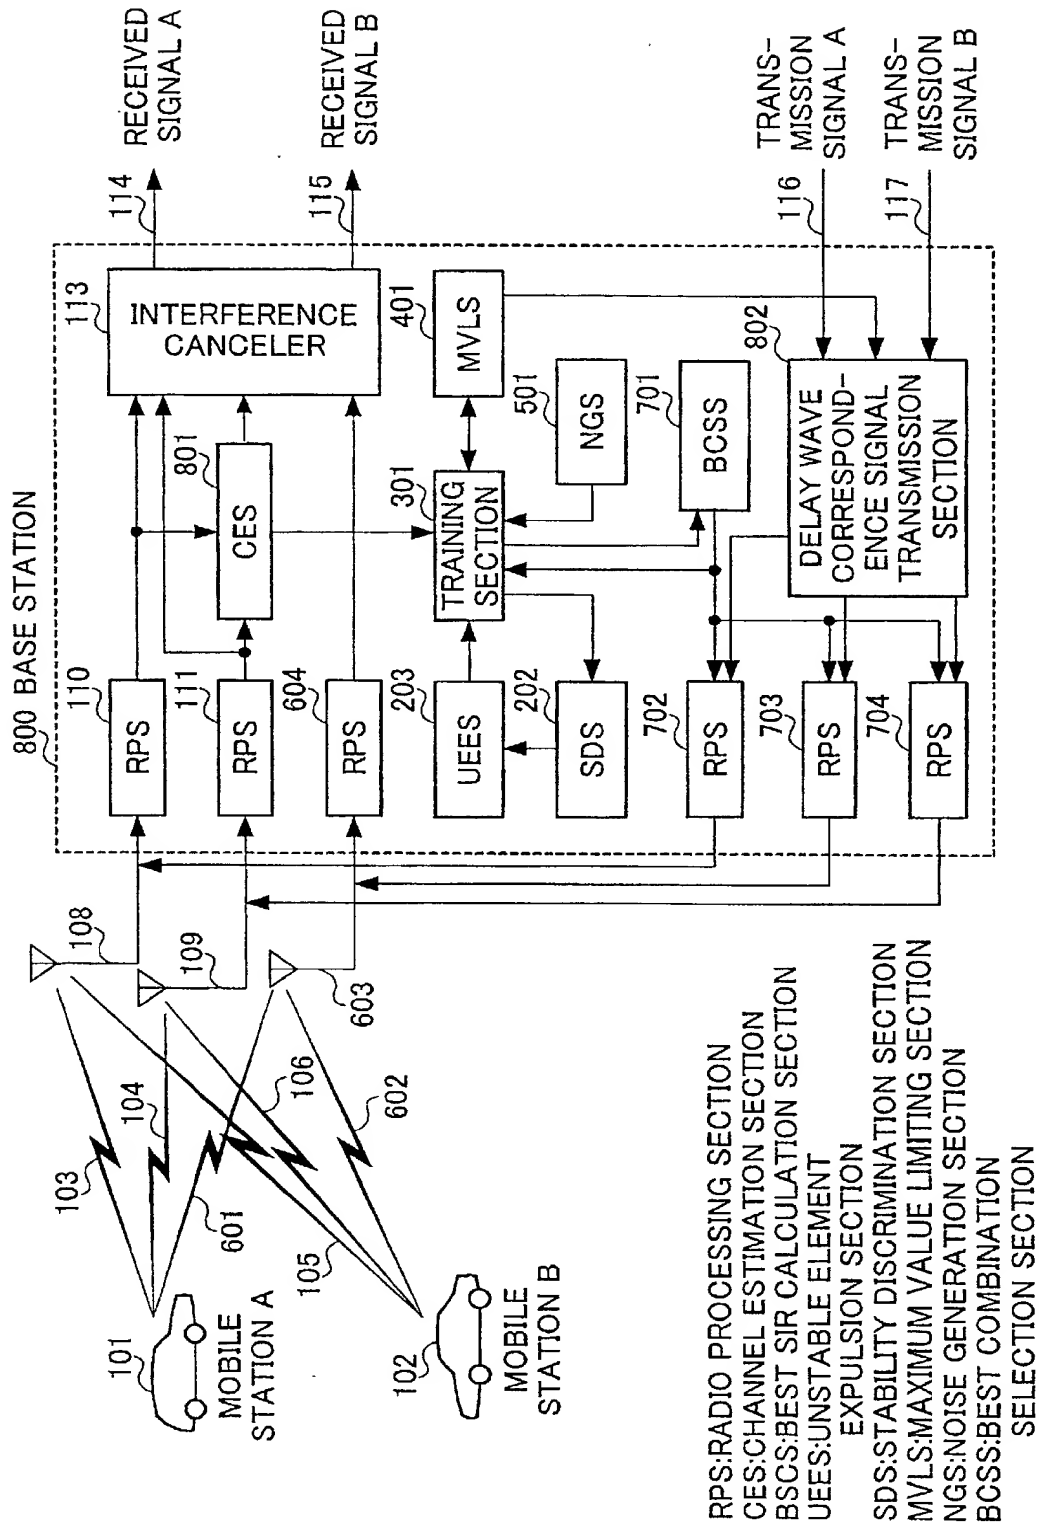 800 BASE STATION
101
MOBILE
STATION A
102
MOBILE
STATION B
103
104
601
105
106
602
108
109
603
110
RPS
111
RPS
604
RPS
801
CES
113
INTERFERENCE
CANCELER
114
RECEIVED
SIGNAL A
115
RECEIVED
SIGNAL B
203
UEES
202
SDS
301
TRAINING
SECTION
401
MVLS
501
NGS
701
BCSS
702
RPS
703
RPS
704
RPS
802
DELAY WAVE
CORRESPOND-
ENCE SIGNAL
TRANSMISSION
SECTION
116
TRANS-
MISSION
SIGNAL A
117
TRANS-
MISSION
SIGNAL B
RPS:RADIO PROCESSING SECTION
CES:CHANNEL ESTIMATION SECTION
BSCS:BEST SIR CALCULATION SECTION
UEES:UNSTABLE ELEMENT
EXPULSION SECTION
SDS:STABILITY DISCRIMINATION SECTION
MVLS:MAXIMUM VALUE LIMITING SECTION
NGS:NOISE GENERATION SECTION
BCSS:BEST COMBINATION
SELECTION SECTION